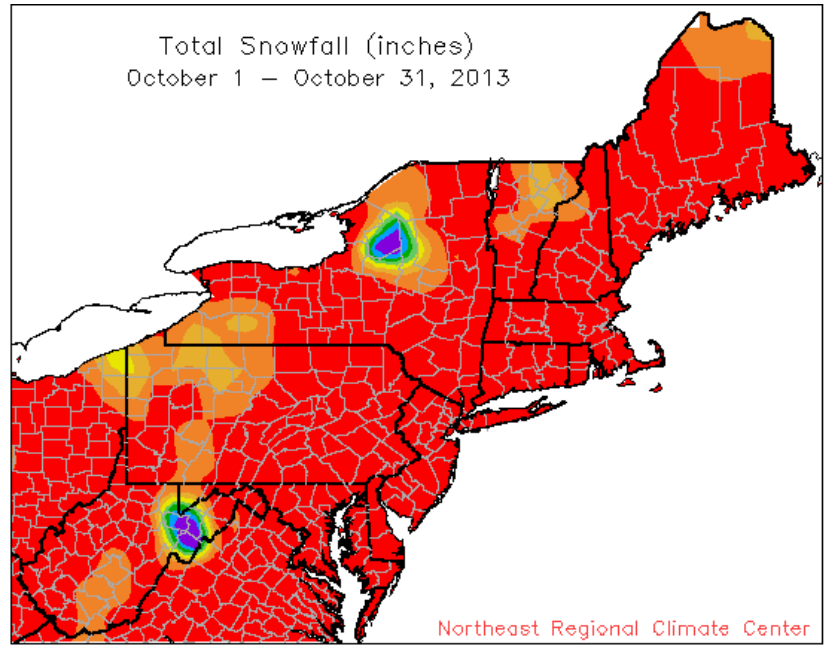 Total Snowfall (inches)
October 1 – October 31, 2013
Northeast Regional Climate Center